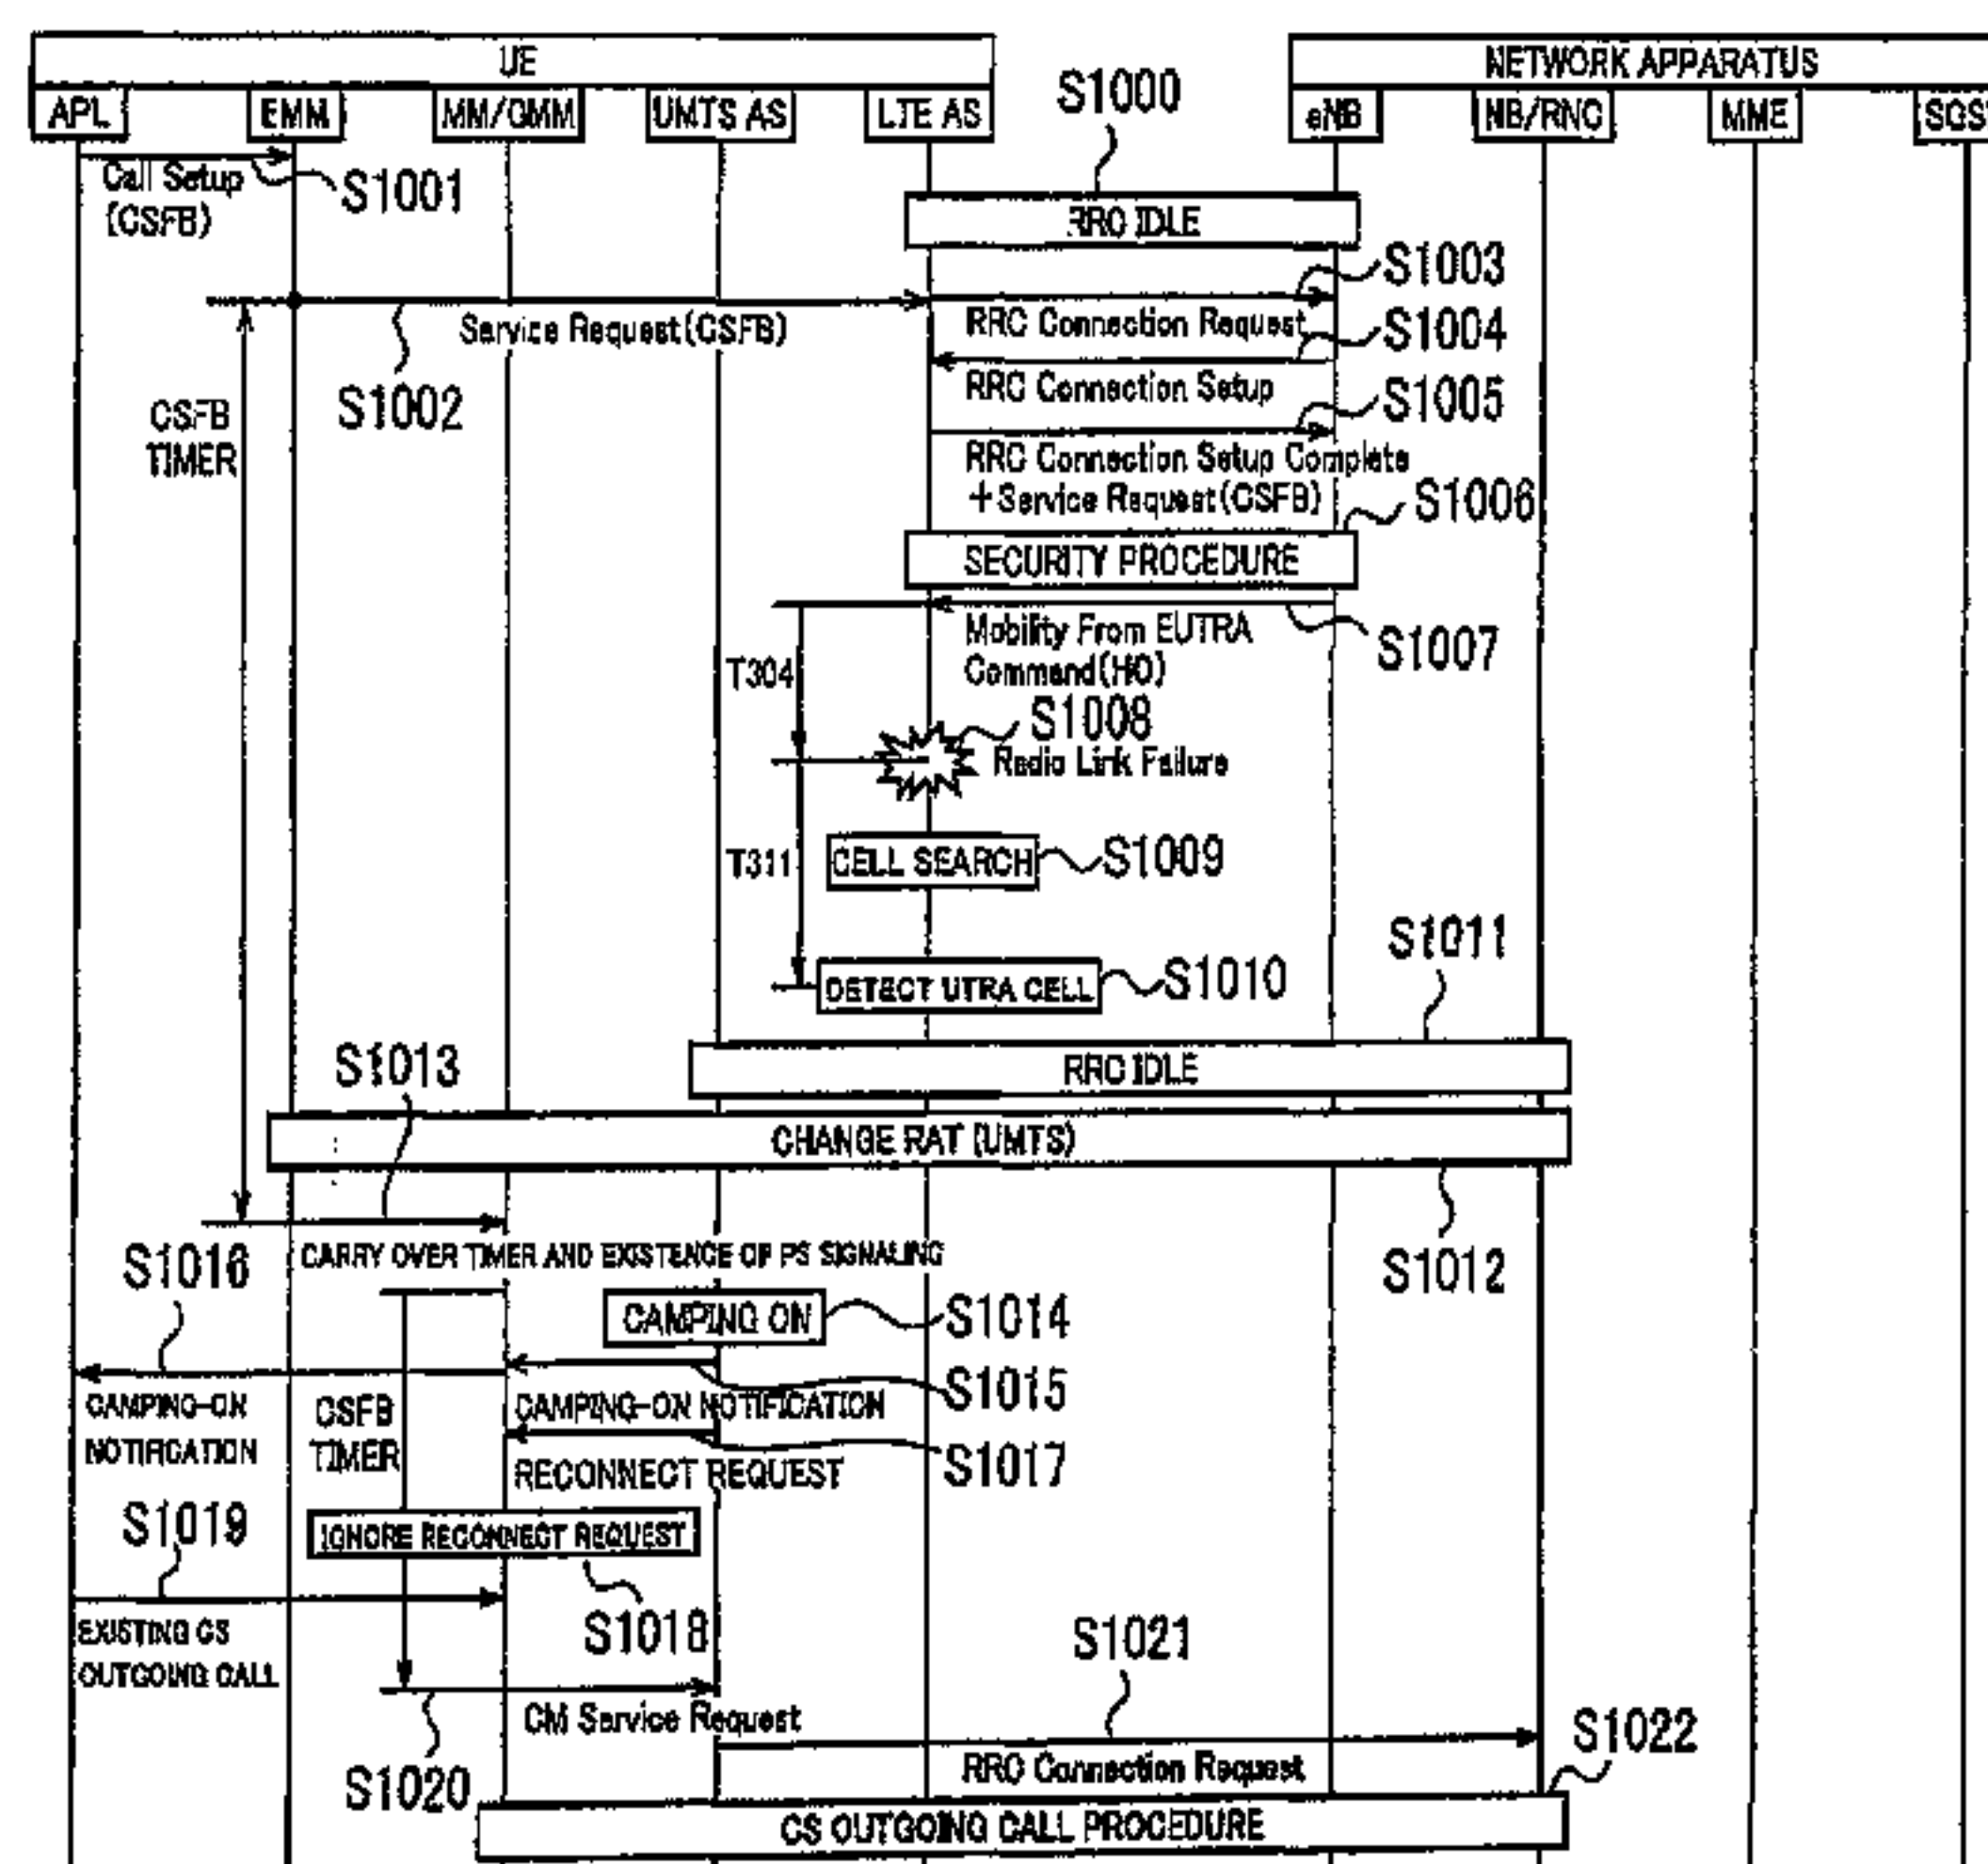 UE
NETWORK APPARATUS
APL
EMM
MM/GMM
UMTS AS
LTE AS
S1000
eNB
NB/RNC
MME
SGS
Call Setup
(CSFB)
S1001
RRC IDLE
S1003
Service Request(CSFB)
RRC Connection Request
S1004
S1002
RRC Connection Setup
S1005
CSFB
TIMER
RRC Connection Setup Complete
+Service Request(CSFB)
S1006
SECURITY PROCEDURE
Mobility From EUTRA
Command(HO)
S1007
T304
S1008
Radio Link Failure
T311
CELL SEARCH
S1009
S1011
DETECT UTRA CELL
S1010
S1013
RRC IDLE
CHANGE RAT (UMTS)
S1016
CARRY OVER TIMER AND EXISTENCE OF PS SIGNALING
S1012
CAMPING ON
S1014
CAMPING-ON
NOTIFICATION
CSFB
TIMER
CAMPING-ON NOTIFICATION
S1015
RECONNECT REQUEST
S1017
S1019
IGNORE RECONNECT REQUEST
S1018
EXISTING CS
OUTGOING CALL
S1021
CM Service Request
S1020
RRC Connection Request
S1022
CS OUTGOING CALL PROCEDURE